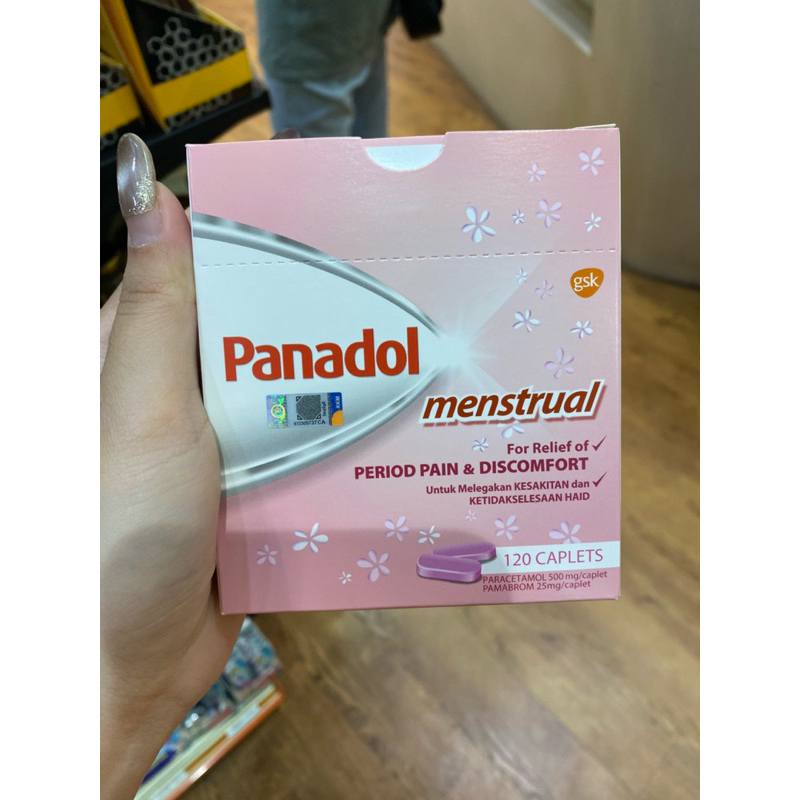 gsk
Panadol
menstrual
For Relief of ✓
PERIOD PAIN & DISCOMFORT
Untuk Melegakan KESAKITAN dan ✓
KETIDAKSELESAAN HAID
120 CAPLETS
PARACETAMOL 500 mg/caplet
PAMABROM 25mg/caplet